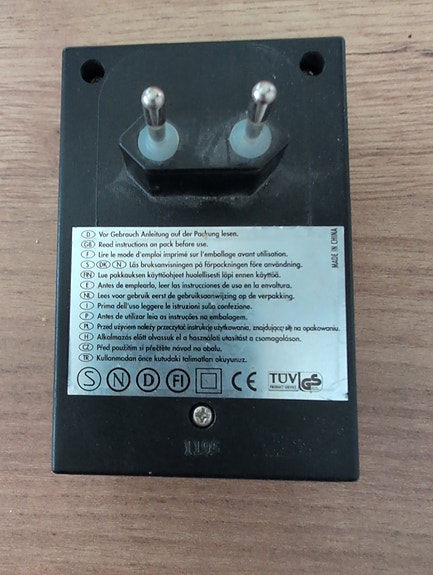 D Vor Gebrauch Anleitung auf der Packung lesen.
GB Read instructions on pack before use.
F Lire le mode d'emploi imprimé sur l'emballage avant utilisation.
S DK N Läs bruksanvisningen på förpackningen före användning.
FIN Lue pakkauksen käyttöohjeet huolellisesti läpi ennen käyttöä.
E Antes de emplearlo, leer las instrucciones de uso en la envoltura.
NL Lees voor gebruik eerst de gebruiksaanwijzing op de verpakking.
I Prima dell'uso leggere le istruzioni sulla confezione.
P Antes de utilizar leia as instruções na embalagem.
PL Przed użyciem należy przeczytać instrukcję użytkowania, znajdującą się na opakowaniu.
H Alkalmazás előtt olvassuk el a használati utasítást a csomagoláson.
CZ Před použitím si přečtěte návod na obalu.
TR Kullanmadan önce kutudaki talimatları okuyunuz.
S N D FI CE TÜV GS
PRODUCT SERVICE
MADE IN CHINA
1195